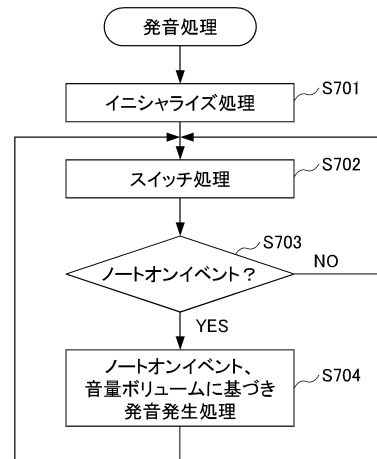 発音処理
イニシャライズ処理
S701
スイッチ処理
S702
ノートオンイベント？
S703
NO
YES
ノートオンイベント、
音量ボリュームに基づき
発音発生処理
S704